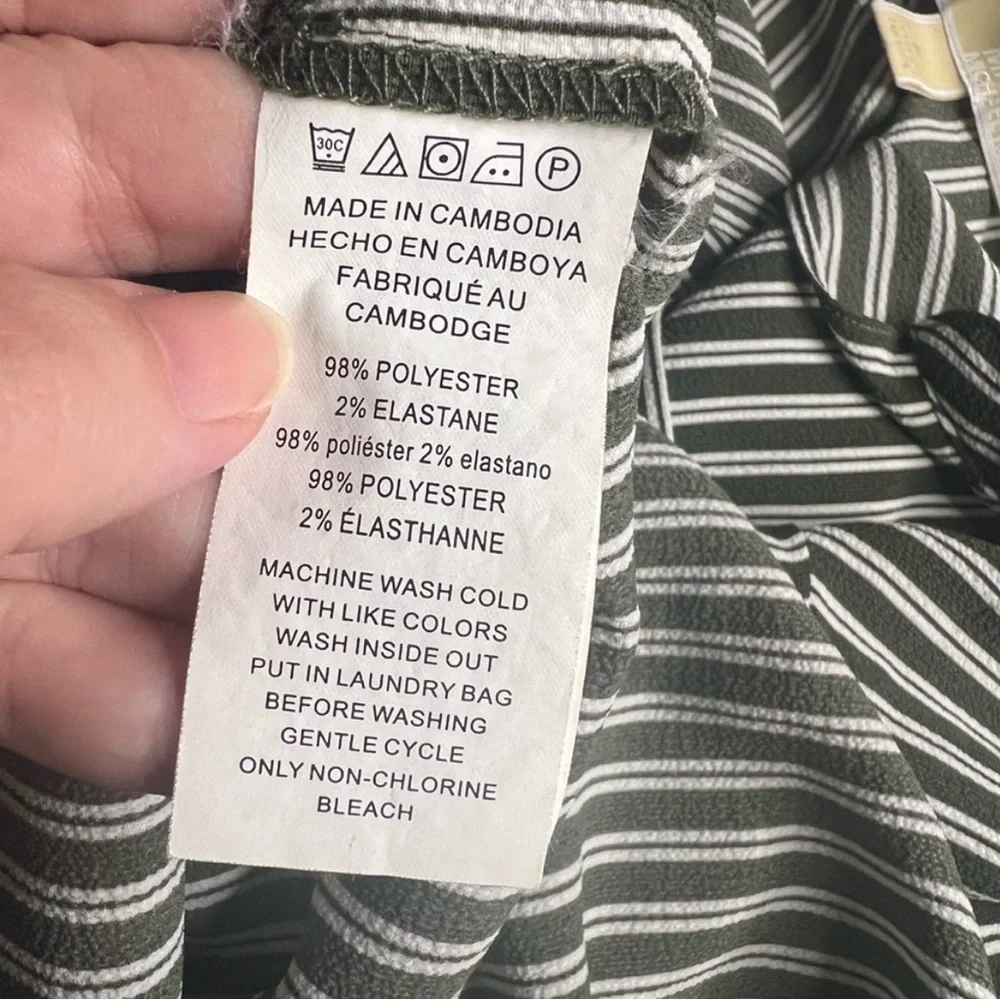 30C
P
MADE IN CAMBODIA
HECHO EN CAMBOYA
FABRIQUÉ AU
CAMBODGE
98% POLYESTER
2% ELASTANE
98% poliéster 2% elastano
98% POLYESTER
2% ÉLASTHANNE
MACHINE WASH COLD
WITH LIKE COLORS
WASH INSIDE OUT
PUT IN LAUNDRY BAG
BEFORE WASHING
GENTLE CYCLE
ONLY NON-CHLORINE
BLEACH